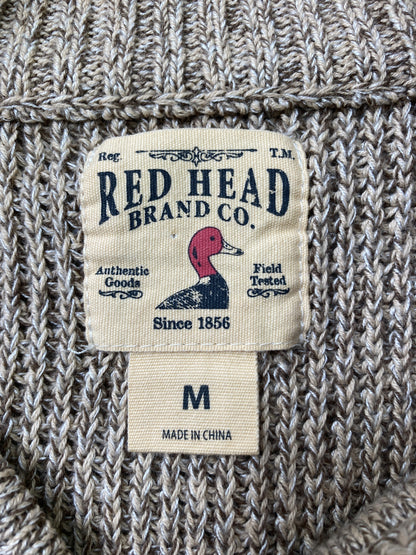 Reg. T.M.
RED HEAD
BRAND CO.
Authentic Field
Goods Tested
Since 1856
M
MADE IN CHINA